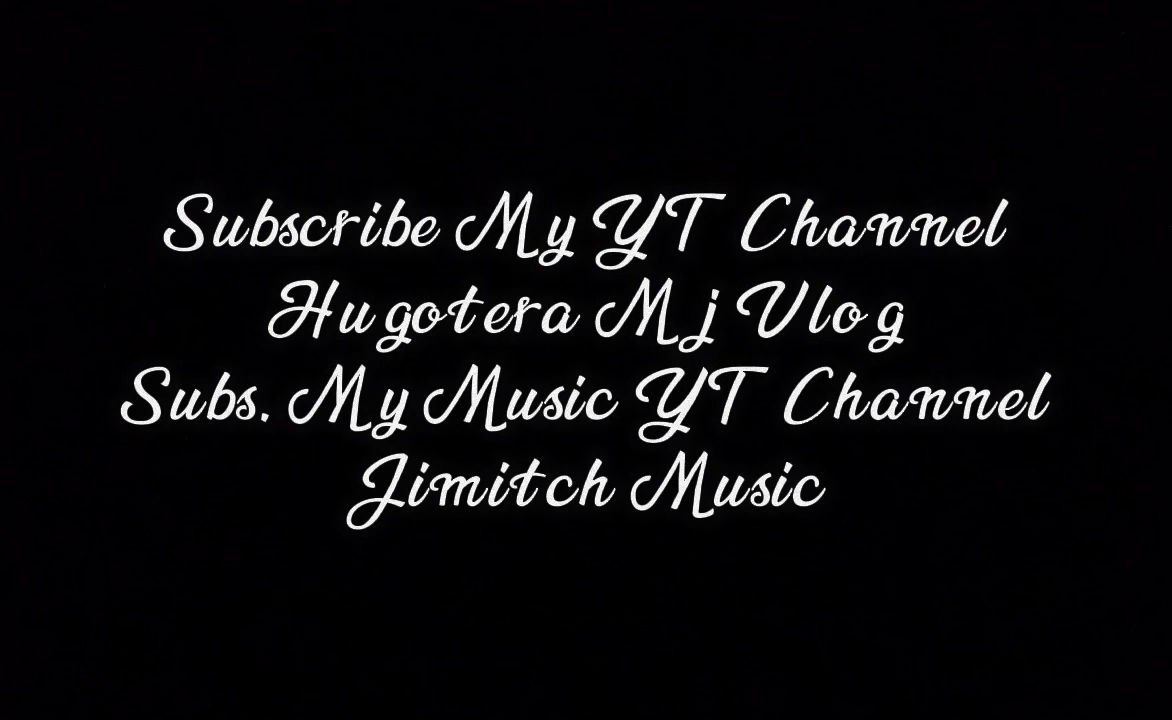 Subscribe My YT Channel
Hugotera Mj Vlog
Subs. My Music YT Channel
Jimitch Music